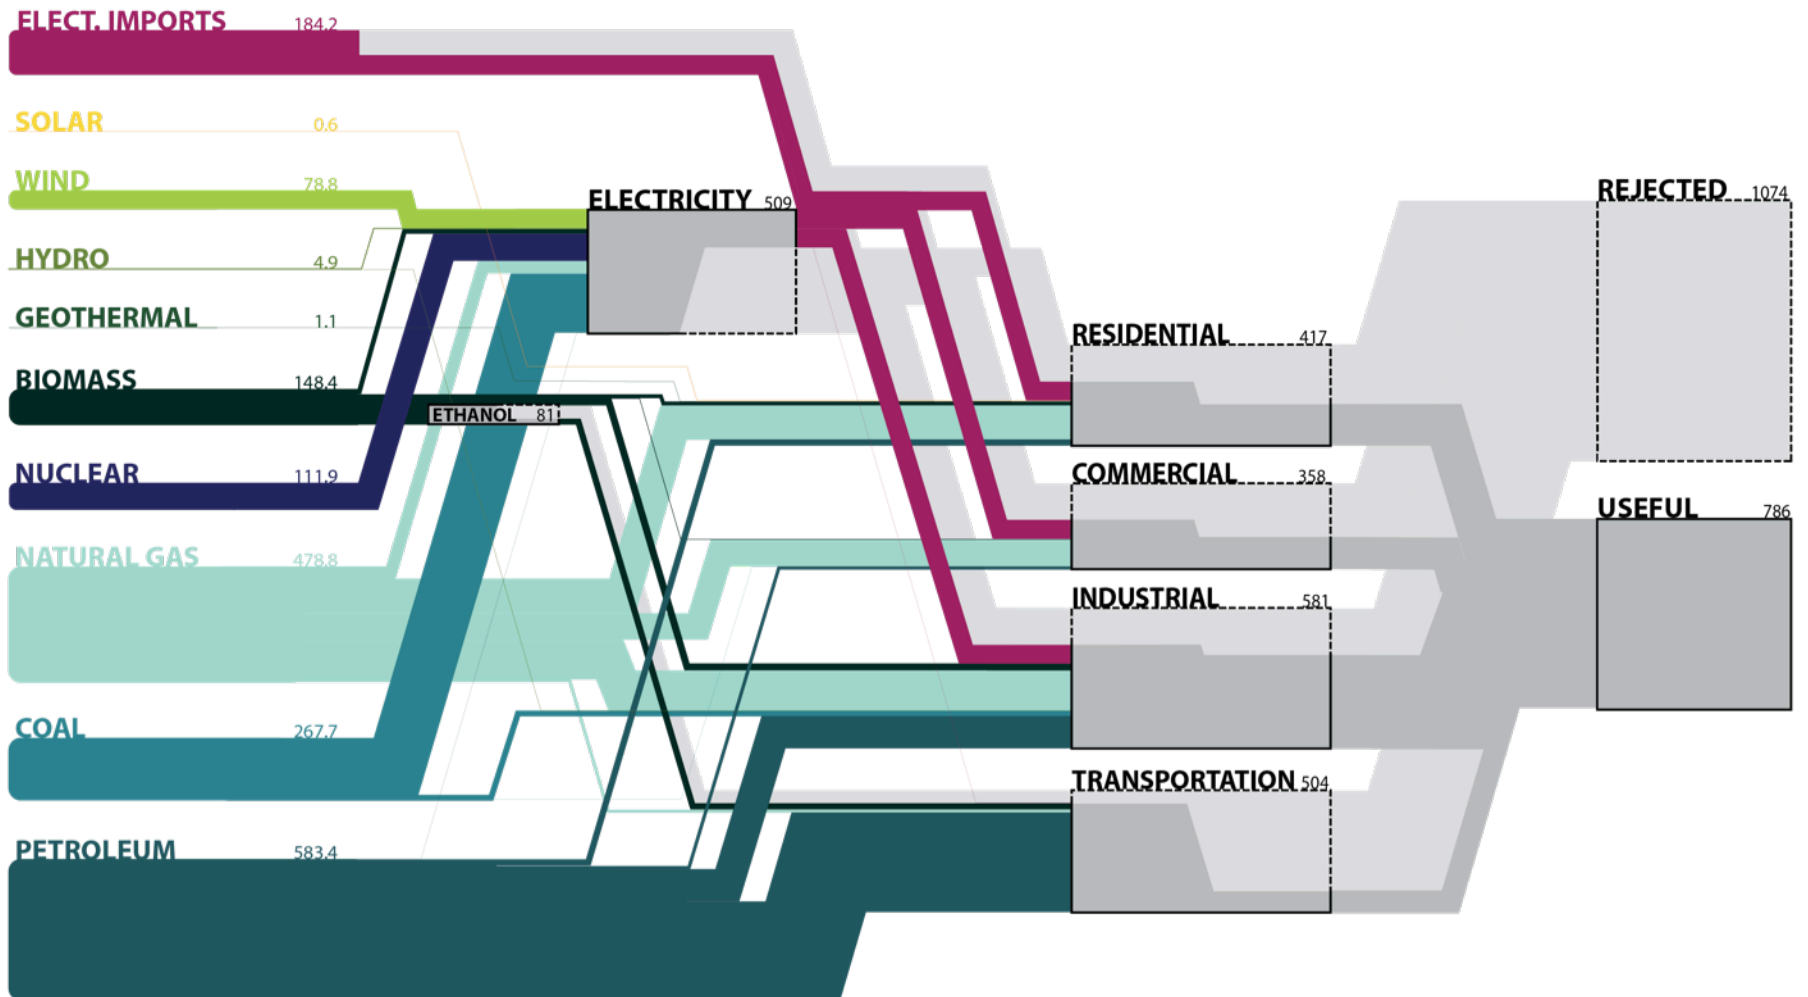 ELECT. IMPORTS 184.2
SOLAR 0.6
WIND 78.8
HYDRO 4.9
GEOTHERMAL 1.1
BIOMASS 148.4
NUCLEAR 111.9
NATURAL GAS 478.8
COAL 267.7
PETROLEUM 583.4
ETHANOL 81
ELECTRICITY 509
RESIDENTIAL 417
COMMERCIAL 358
INDUSTRIAL 581
TRANSPORTATION 504
REJECTED 1074
USEFUL 786